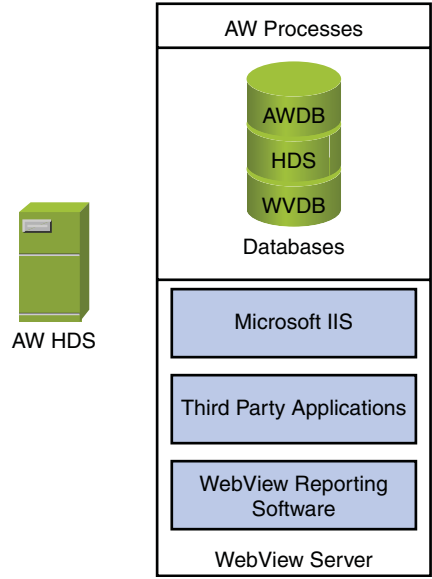 AW Processes
AWDB
HDS
WVDB
Databases
AW HDS
Microsoft IIS
Third Party Applications
WebView Reporting
Software
WebView Server